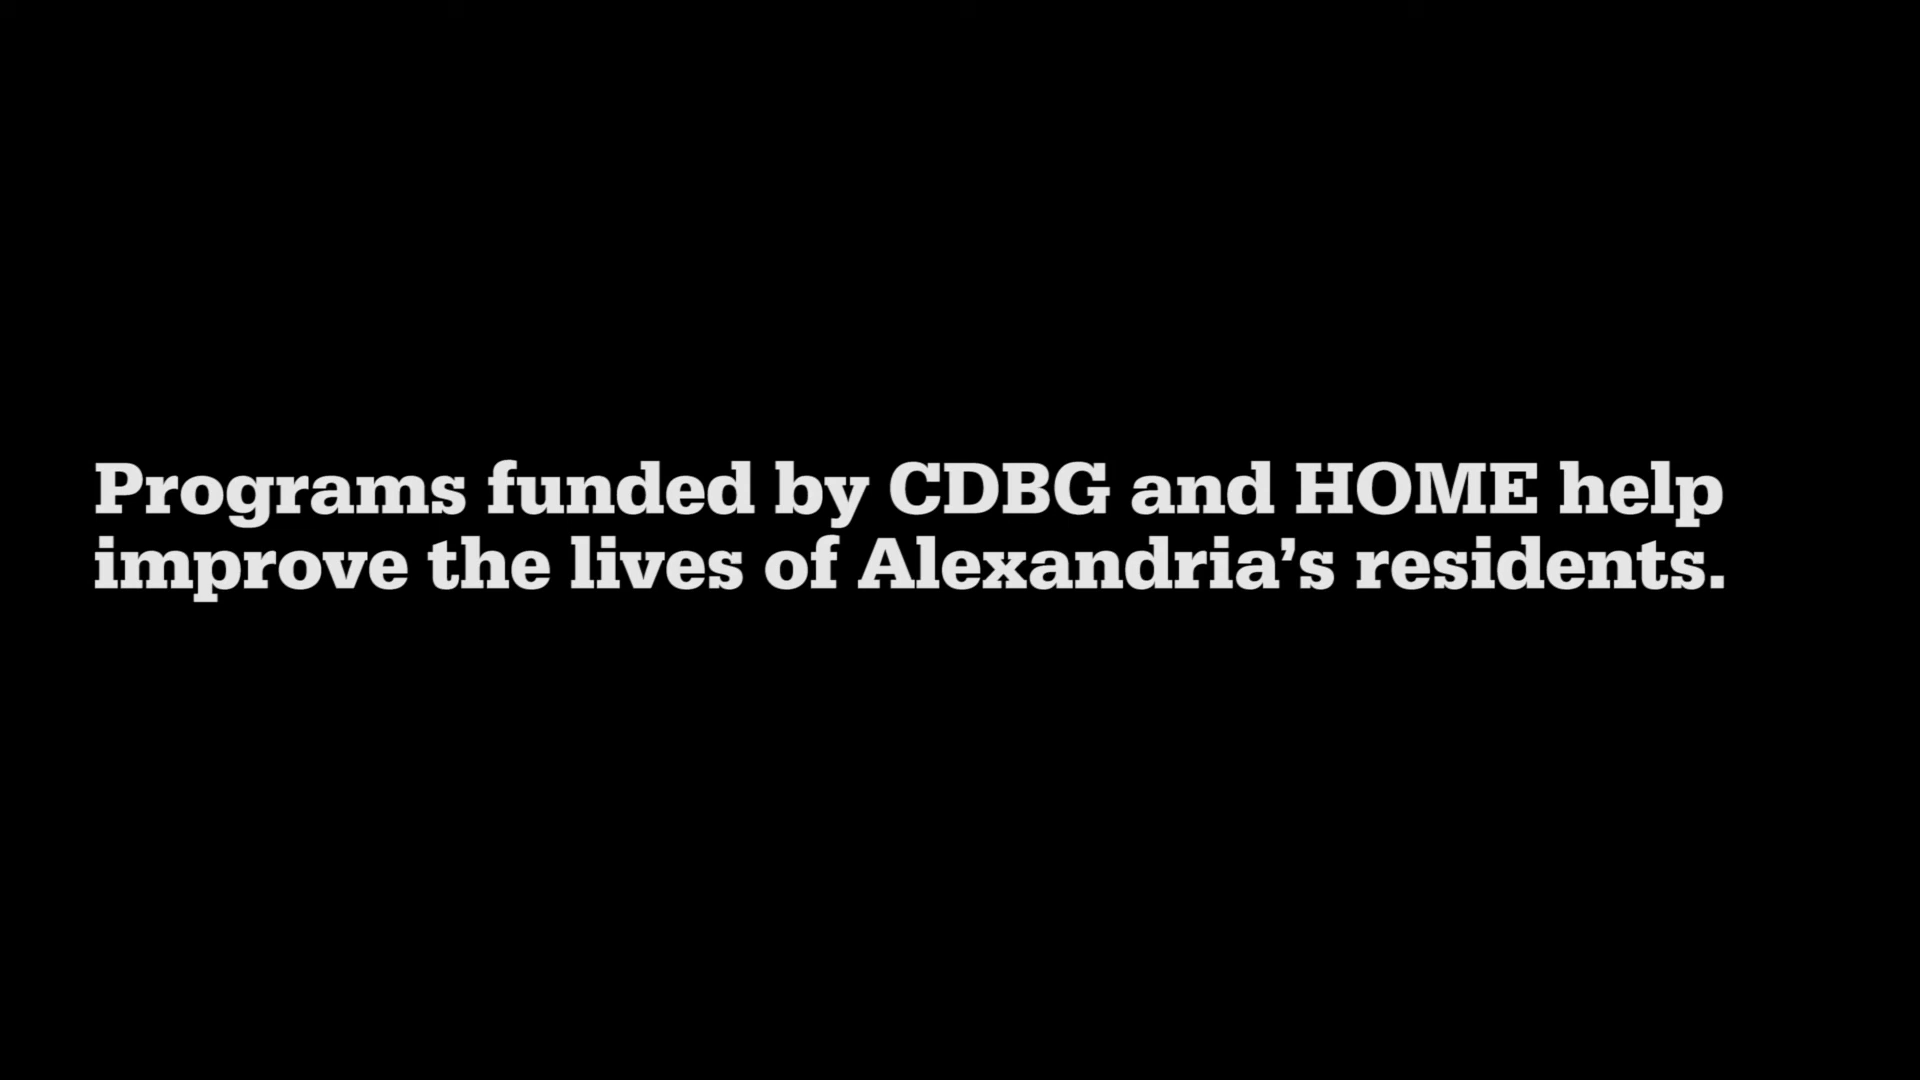 Programs funded by CDBG and HOME help
improve the lives of Alexandria’s residents.